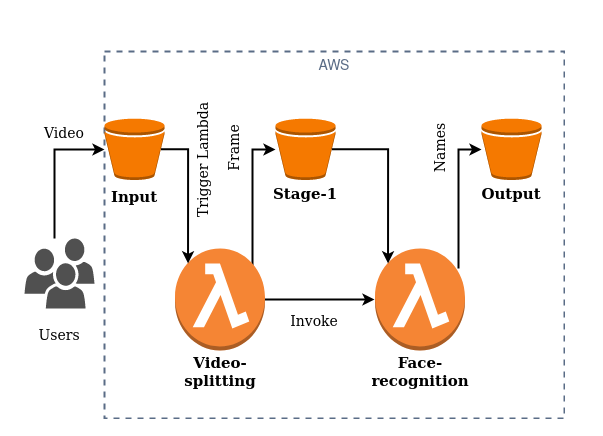 AWS
Video
Trigger Lambda
Frame
Names
Input
Stage-1
Output
Invoke
Users
Video-
splitting
Face-
recognition